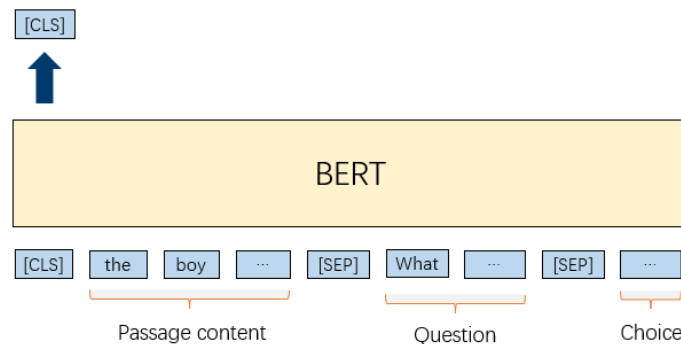 [CLS]
BERT
[CLS] the boy ... [SEP] What ... [SEP] ...
Passage content Question Choice